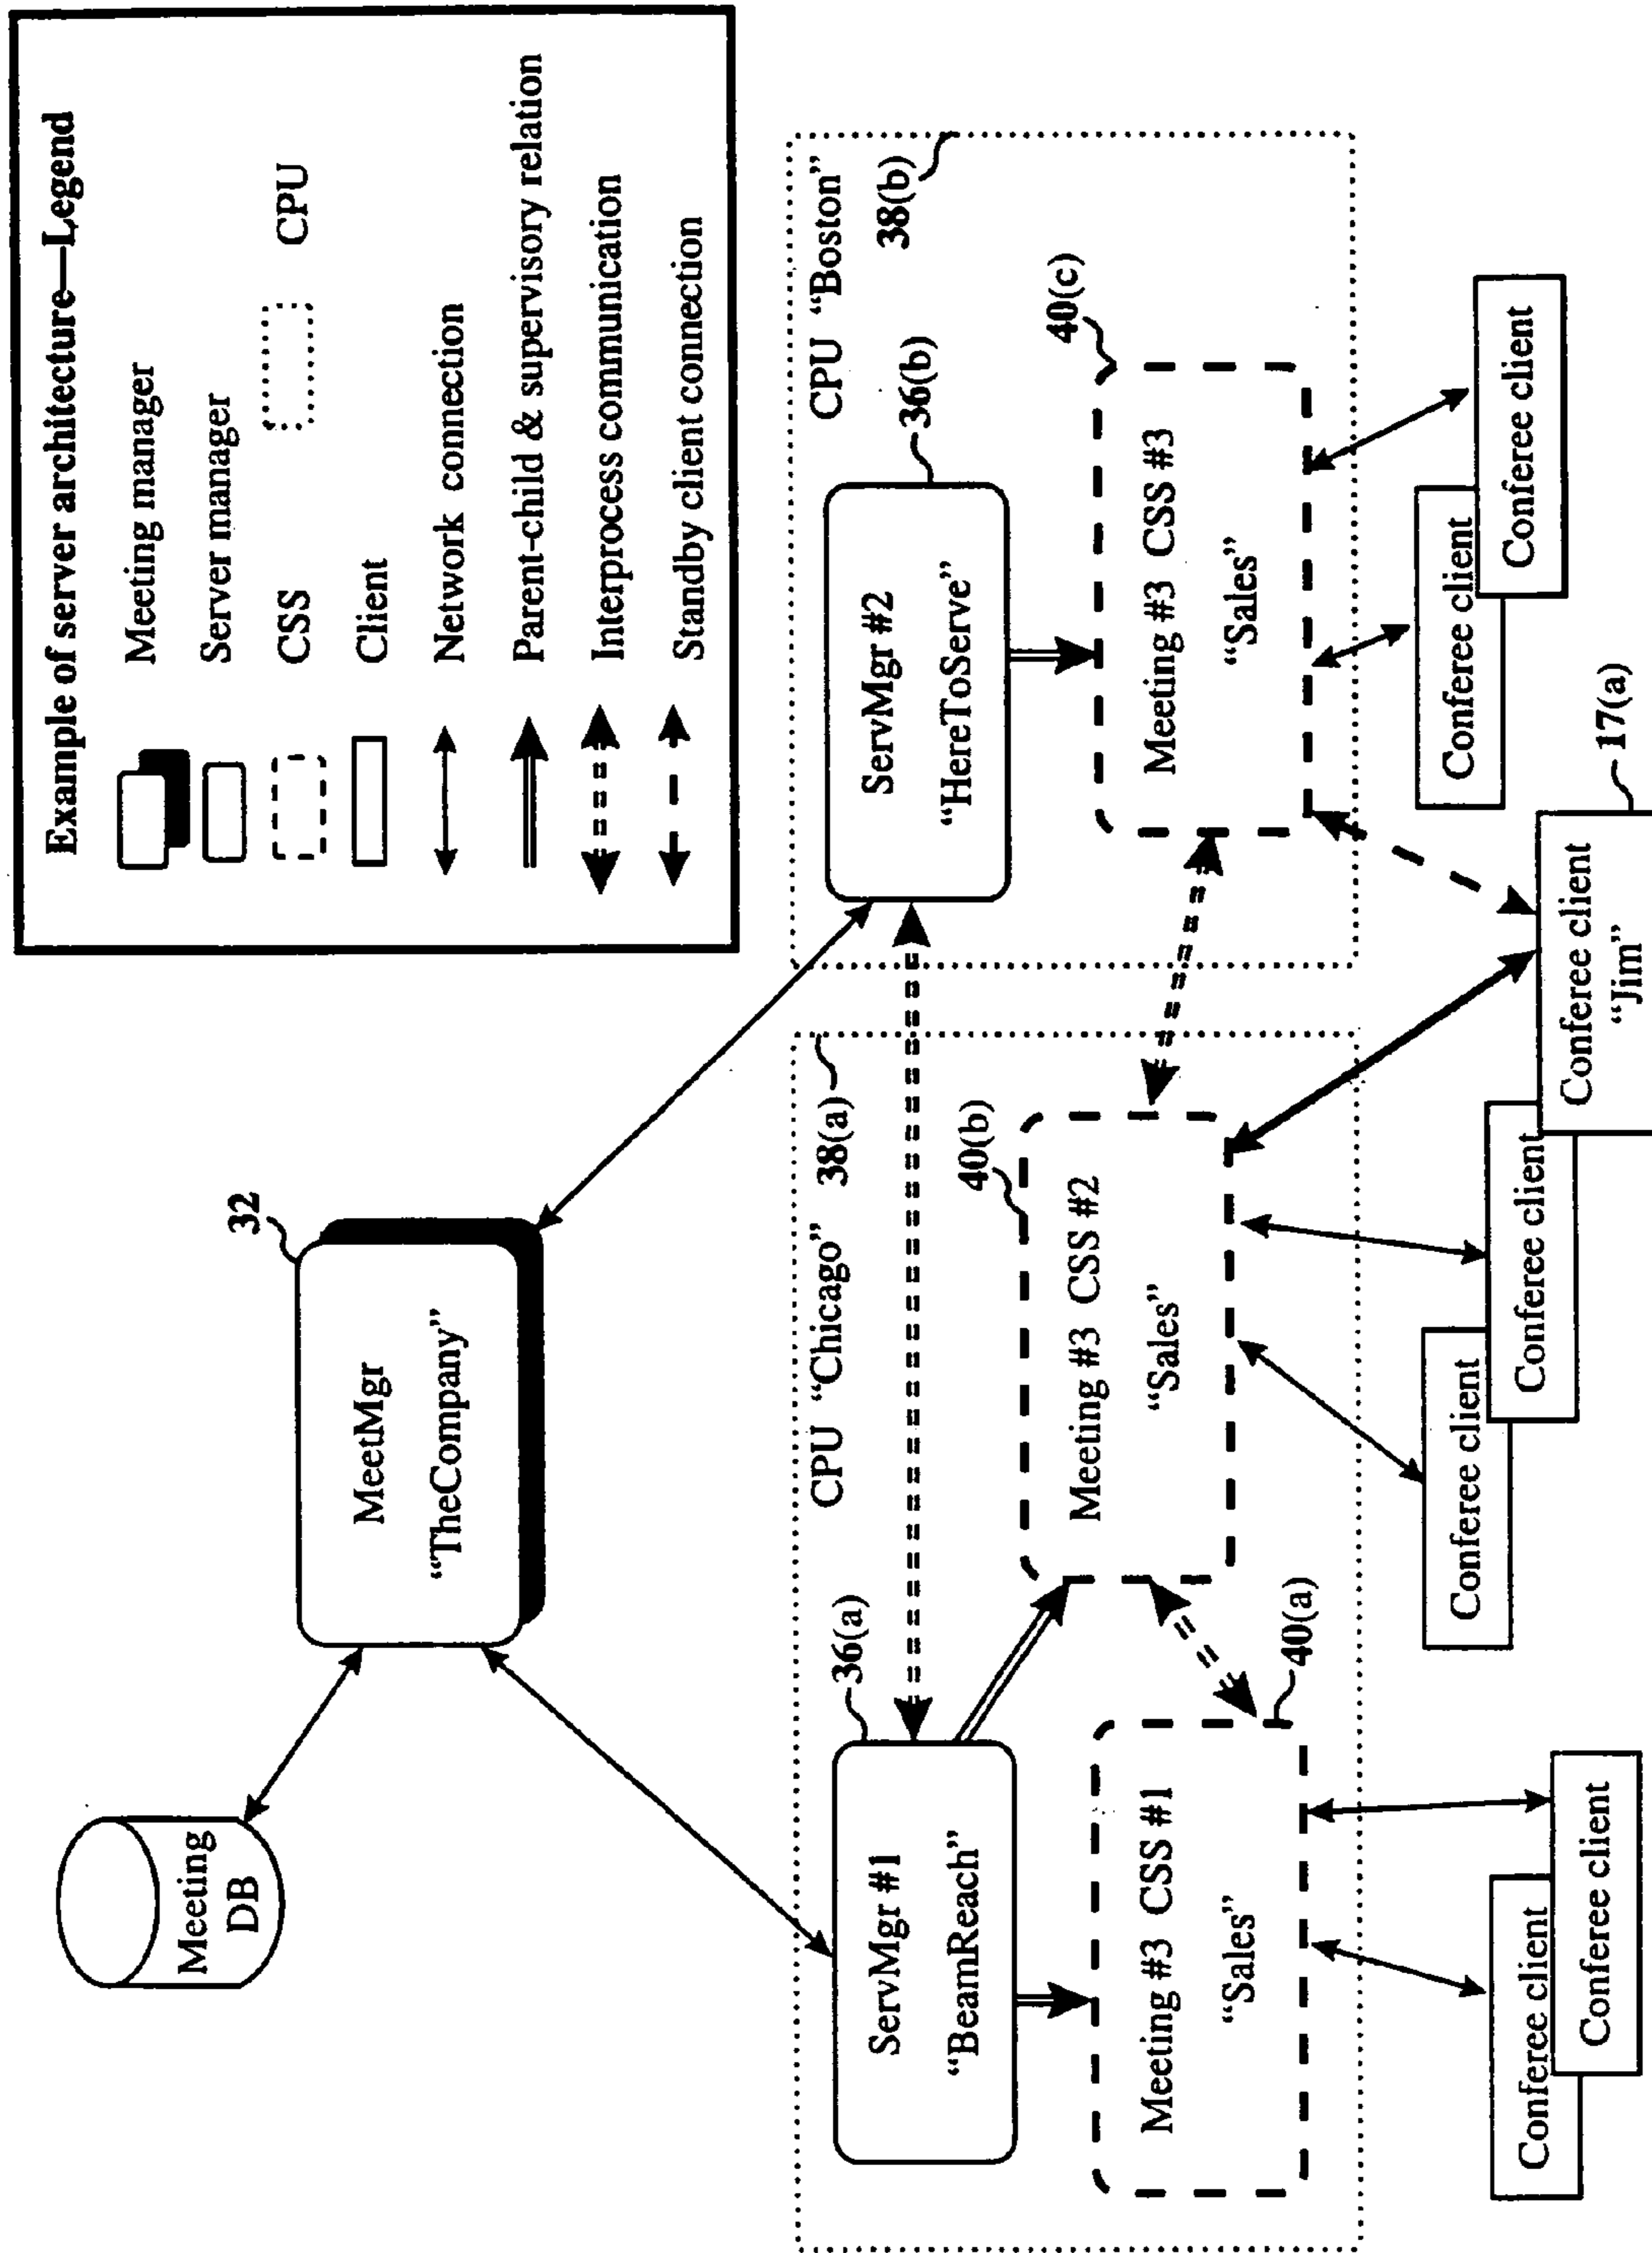 Example of server architecture—Legend
Meeting manager
Server manager
CSS
CPU
Client
Network connection
Parent-child & supervisory relation
Interprocess communication
Standby client connection
Meeting
DB
32
MeetMgr
“TheCompany”
CPU “Chicago”
38(a)
36(a)
ServMgr #1
“BeamReach”
40(b)
Meeting #3 CSS #2
“Sales”
Meeting #3 CSS #1
“Sales”
40(a)
CPU “Boston”
38(b)
36(b)
ServMgr #2
“HereToServe”
40(c)
Meeting #3 CSS #3
“Sales”
Conferee client
Conferee client
Conferee client
Conferee client
Conferee client
“Jim”
17(a)
Conferee client
Conferee client